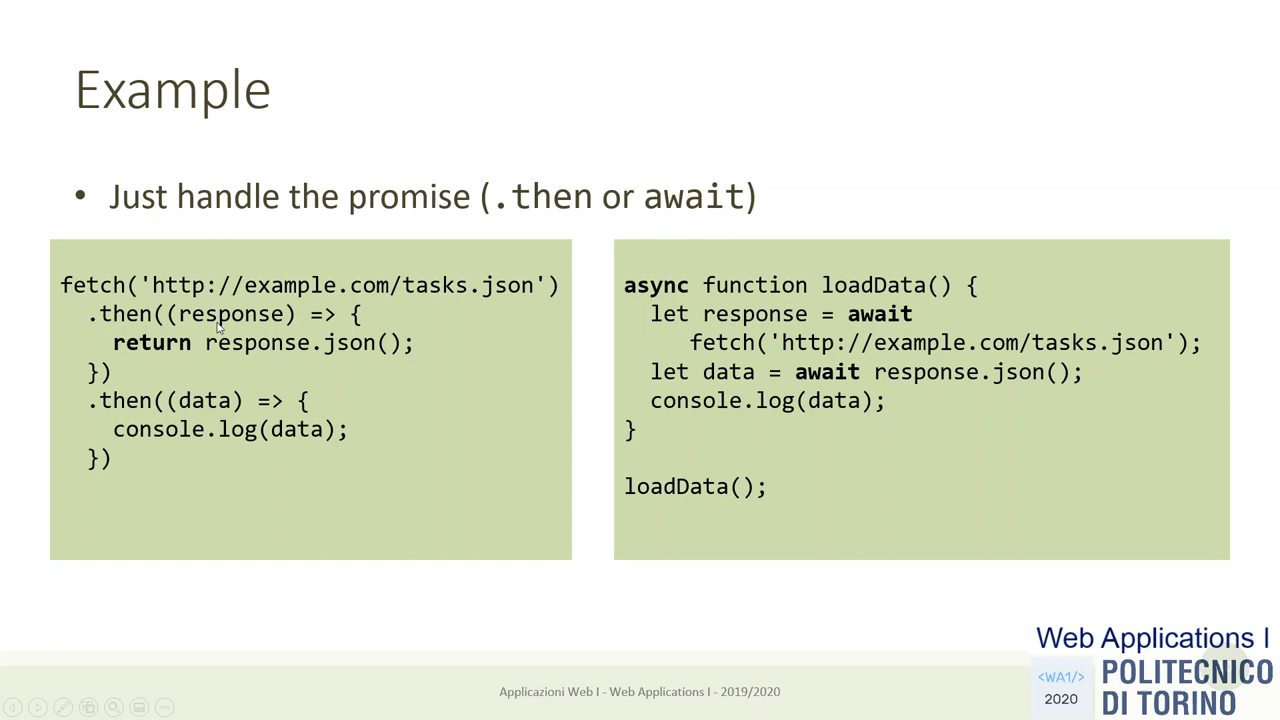 Example
• Just handle the promise (.then or await)
fetch('http://example.com/tasks.json')
  .then((response) => {
    return response.json();
  })
  .then((data) => {
    console.log(data);
  })
async function loadData() {
  let response = await
     fetch('http://example.com/tasks.json');
  let data = await response.json();
  console.log(data);
}
loadData();
Applicazioni Web I - Web Applications I - 2019/2020
Web Applications I
<WA1/>
2020
POLITECNICO
DI TORINO